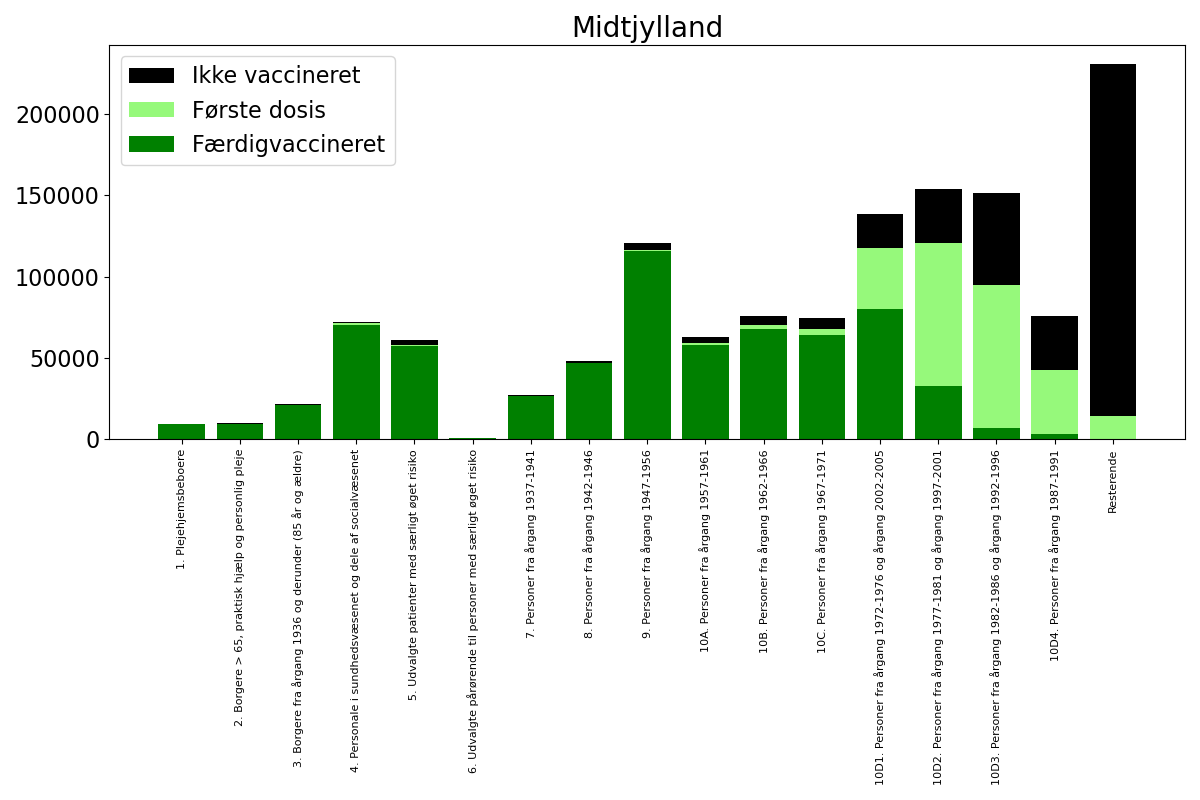 Midtjylland
Ikke vaccineret
Første dosis
Færdigvaccineret
200000
150000
100000
50000
0
1. Plejehjemsbeboere
2. Borgere > 65, praktisk hjælp og personlig pleje
3. Borgere fra årgang 1936 og derunder (85 år og ældre)
4. Personale i sundhedsvæsenet og dele af socialvæsenet
5. Udvalgte patienter med særligt øget risiko
6. Udvalgte pårørende til personer med særligt øget risiko
7. Personer fra årgang 1937-1941
8. Personer fra årgang 1942-1946
9. Personer fra årgang 1947-1956
10A. Personer fra årgang 1957-1961
10B. Personer fra årgang 1962-1966
10C. Personer fra årgang 1967-1971
10D1. Personer fra årgang 1972-1976 og årgang 2002-2005
10D2. Personer fra årgang 1977-1981 og årgang 1997-2001
10D3. Personer fra årgang 1982-1986 og årgang 1992-1996
10D4. Personer fra årgang 1987-1991
Resterende